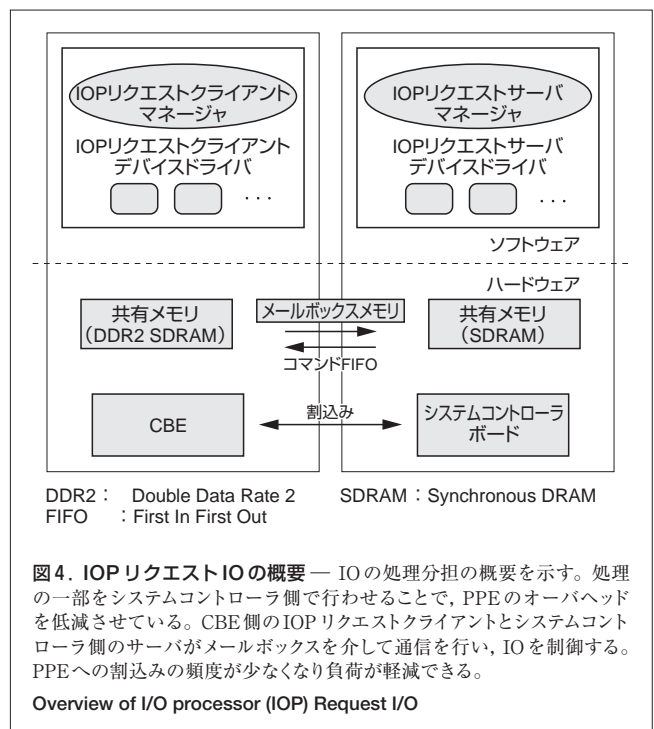 IOPリクエストクライアント
マネージャ
IOPリクエストクライアント
デバイスドライバ
・・・
IOPリクエストサーバ
マネージャ
IOPリクエストサーバ
デバイスドライバ
・・・
ソフトウェア
ハードウェア
共有メモリ
（DDR2 SDRAM）
メールボックスメモリ
コマンドFIFO
共有メモリ
（SDRAM）
CBE
割込み
システムコントローラ
ボード
DDR2： Double Data Rate 2 SDRAM：Synchronous DRAM
FIFO ：First In First Out
図4. IOPリクエストIOの概要 ― IOの処理分担の概要を示す。処理
の一部をシステムコントローラ側で行わせることで，PPEのオーバヘッド
を低減させている。CBE側のIOPリクエストクライアントとシステムコント
ローラ側のサーバがメールボックスを介して通信を行い，IOを制御する。
PPEへの割込みの頻度が少なくなり負荷が軽減できる。
Overview of I/O processor (IOP) Request I/O